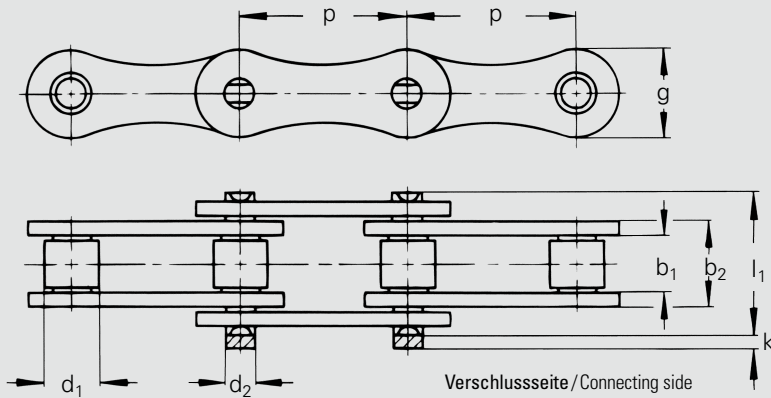 p p
g
b₁ b₂ l₁
k
d₁ d₂
Verschlussseite / Connecting side